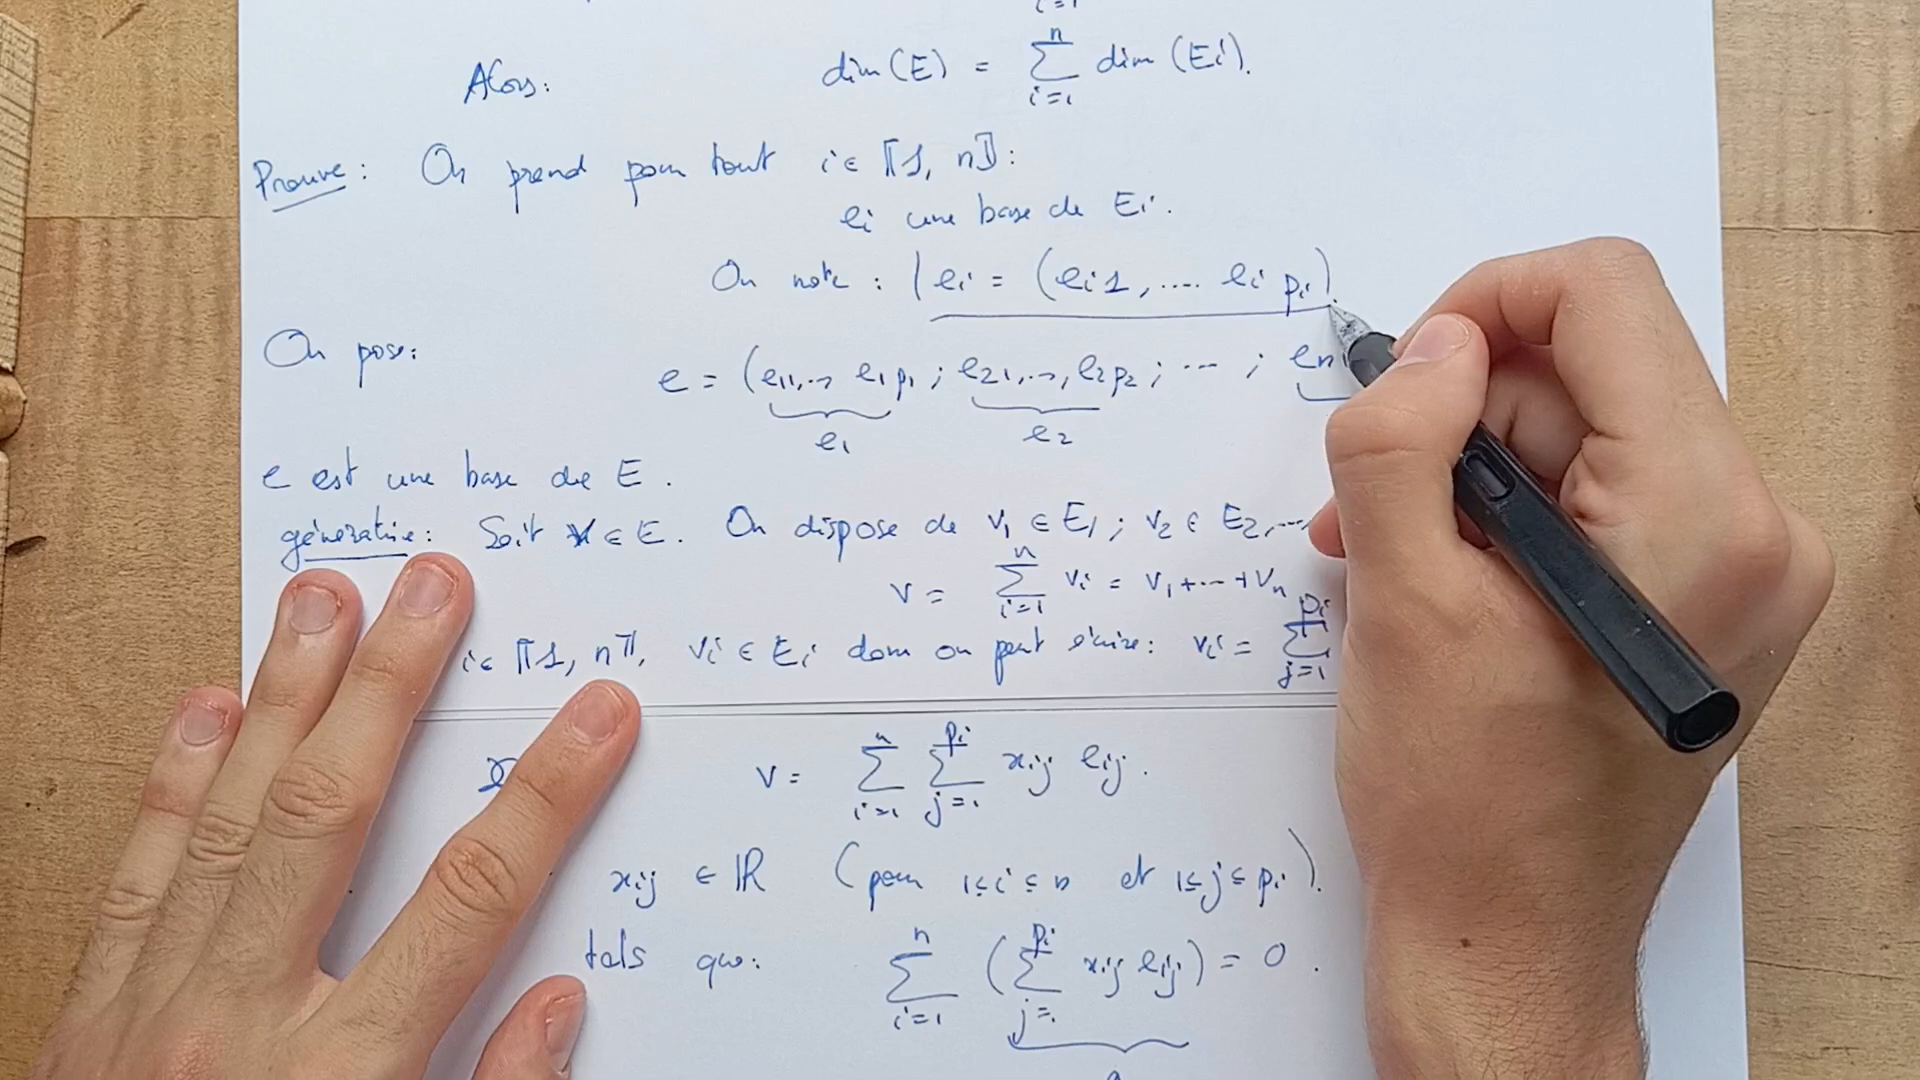 i=1
Alors: dim(E) = n Σ i=1 dim (Ei).
Preuve: On prend pour tout i ∈ ⟦1, n⟧:
ei une base de Ei.
On note: | ei = (ei1, .... ei pi).
On pose:
e = (e11,.., e1p1; e21,..., e2p2; ...; en1
e1 e2
e est une base de E.
génératrice: Soit v ∈ E. On dispose de v1 ∈ E1; v2 ∈ E2,...
v = n Σ i=1 vi = v1 + ... + vn
i ∈ ⟦1, n⟧, vi ∈ Ei donc on peut écrire: vi = pi Σ j=1
v = n Σ i=1 pi Σ j=1 xij eij.
xij ∈ ℝ (pour 1 ≤ i ≤ n et 1 ≤ j ≤ pi).
tels que: n Σ i=1 (pi Σ j=1 xij eij) = 0.